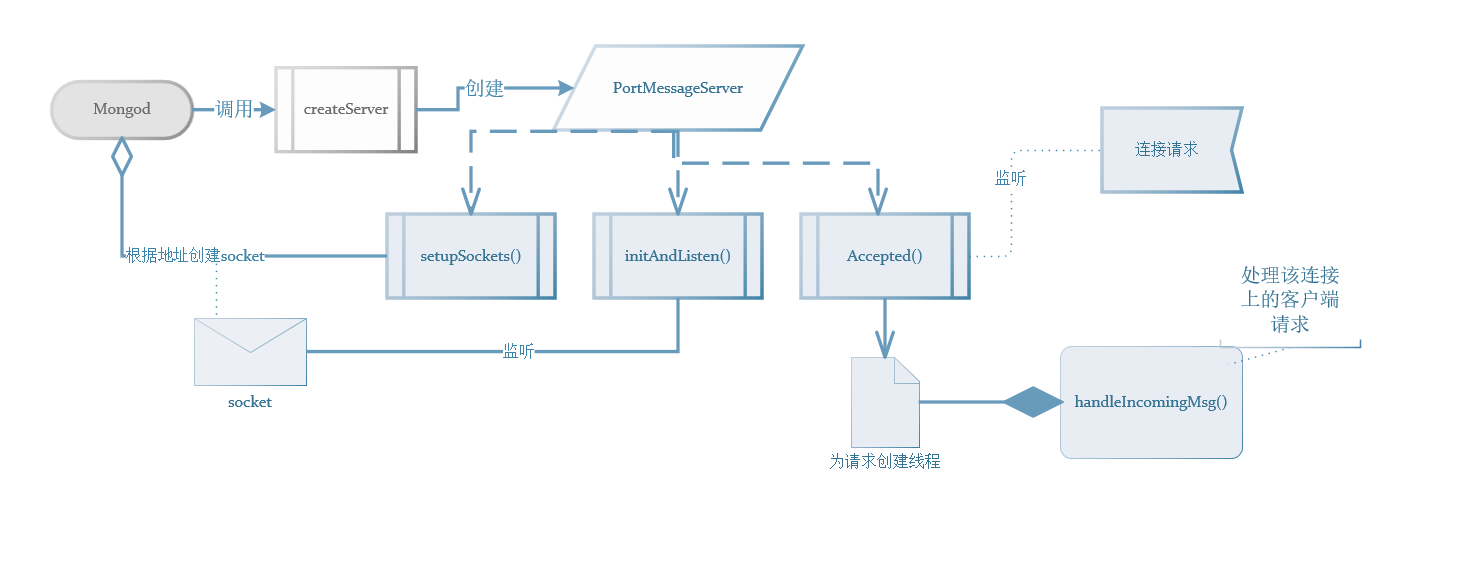 Mongod
调用
createServer
创建
PortMessageServer
连接请求
监听
根据地址创建socket
setupSockets()
initAndListen()
Accepted()
处理该连接
上的客户端
请求
监听
socket
handleIncomingMsg()
为请求创建线程